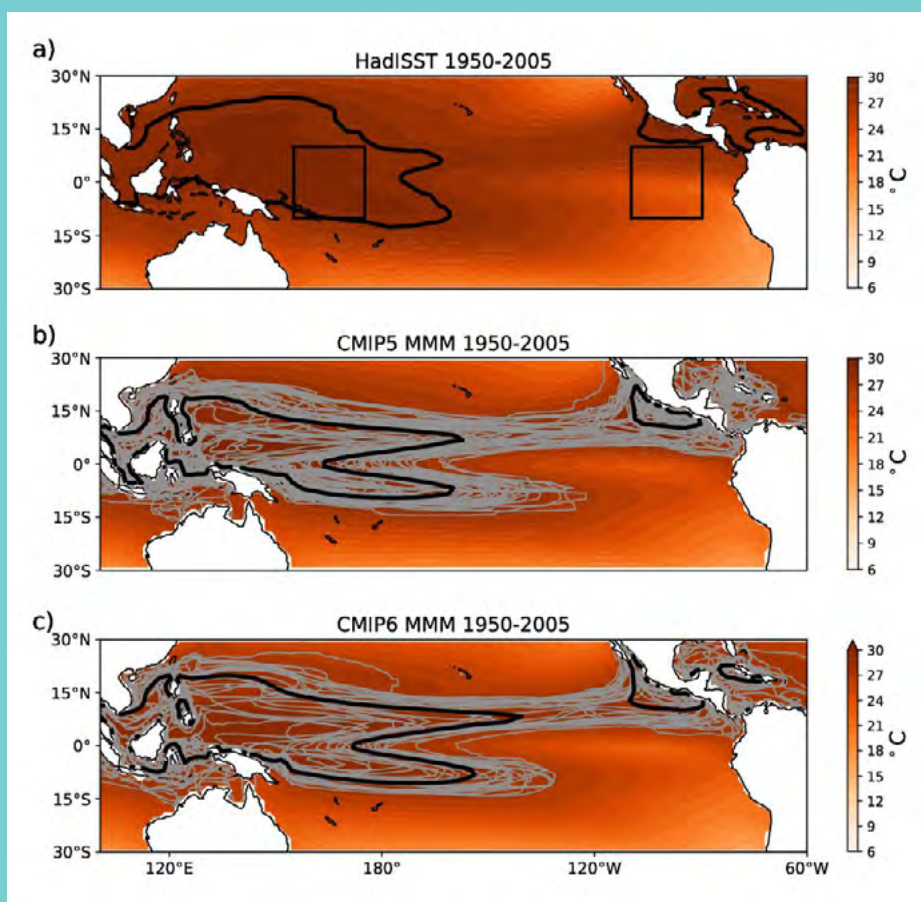 a)
HadISST 1950-2005
30°N
15°N
0°
15°S
30°S
30
27
24
21
18
15
12
9
6
°C
b)
CMIP5 MMM 1950-2005
30°N
15°N
0°
15°S
30°S
30
27
24
21
18
15
12
9
6
°C
c)
CMIP6 MMM 1950-2005
30°N
15°N
0°
15°S
30°S
120°E
180°
120°W
60°W
30
27
24
21
18
15
12
9
6
°C